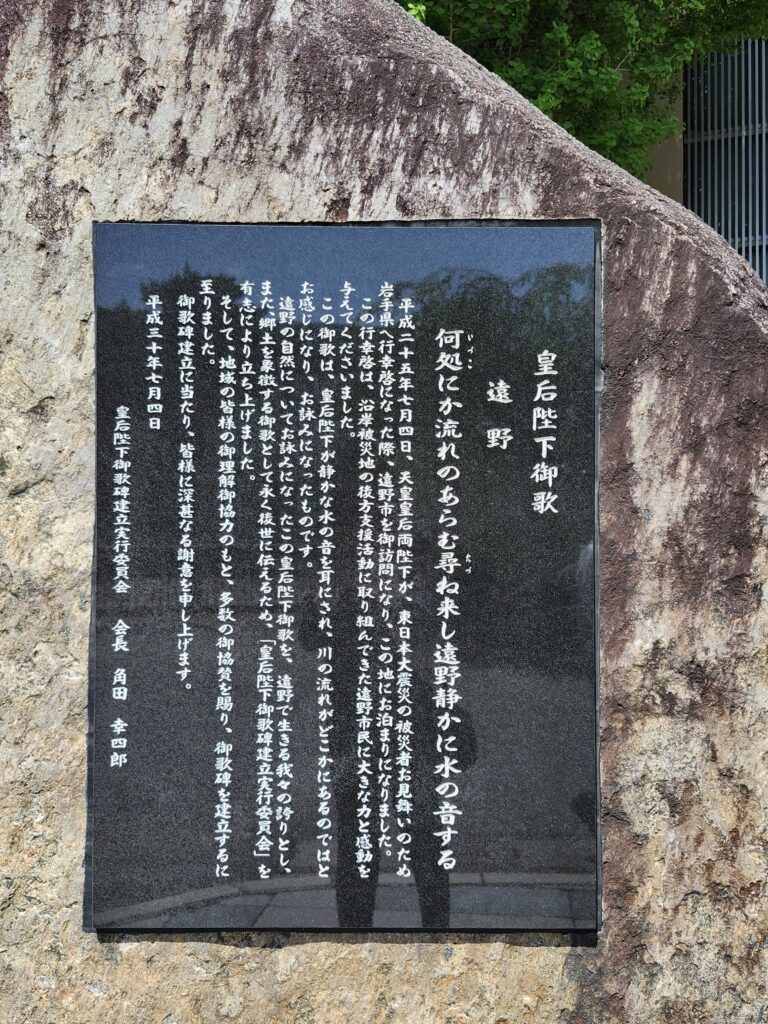 皇后陛下御歌
遠野
何処にか流れのあらむ尋ね来し遠野静かに水の音する
いずこ
たづ
平成二十五年七月四日、天皇皇后両陛下が、東日本大震災の被災者お見舞いのため
岩手県へ行幸啓になった際、遠野市を御訪問になり、この地にお泊まりになりました。
この行幸啓は、沿岸被災地の後方支援活動に取り組んできた遠野市民に大きな力と感動を
与えてくださいました。
この御歌は、皇后陛下が静かな水の音を耳にされ、川の流れがどこかにあるのではと
お感じになり、お詠みになったものです。
遠野の自然についてお詠みになったこの皇后陛下御歌を、遠野で生きる我々の誇りとし、
また、郷土を象徴する御歌として永く後世に伝えるため、「皇后陛下御歌碑建立実行委員会」を
有志により立ち上げました。
そして、地域の皆様の御理解御協力のもと、多数の御協賛を賜り、御歌碑を建立するに
至りました。
御歌碑建立に当たり、皆様に深甚なる謝意を申し上げます。
平成三十年七月四日
皇后陛下御歌碑建立実行委員会 会長 角田 幸四郎